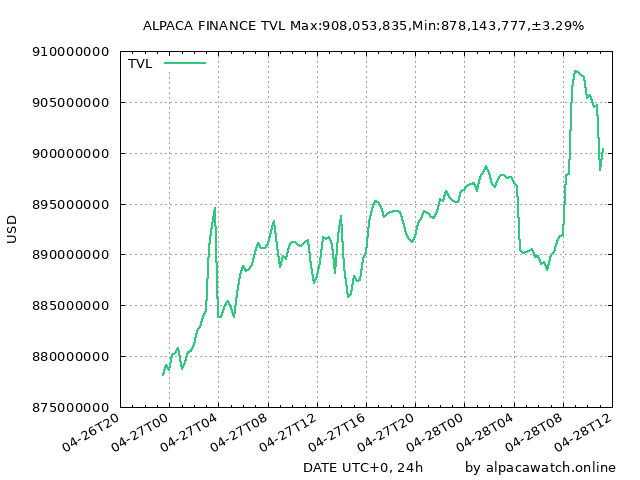 ALPACA FINANCE TVL Max:908,053,835,Min:878,143,777,±3.29%
TVL
910000000
905000000
900000000
895000000
890000000
885000000
880000000
875000000
USD
04-26T20
04-27T00
04-27T04
04-27T08
04-27T12
04-27T16
04-27T20
04-28T00
04-28T04
04-28T08
04-28T12
DATE UTC+0, 24h
by alpacawatch.online